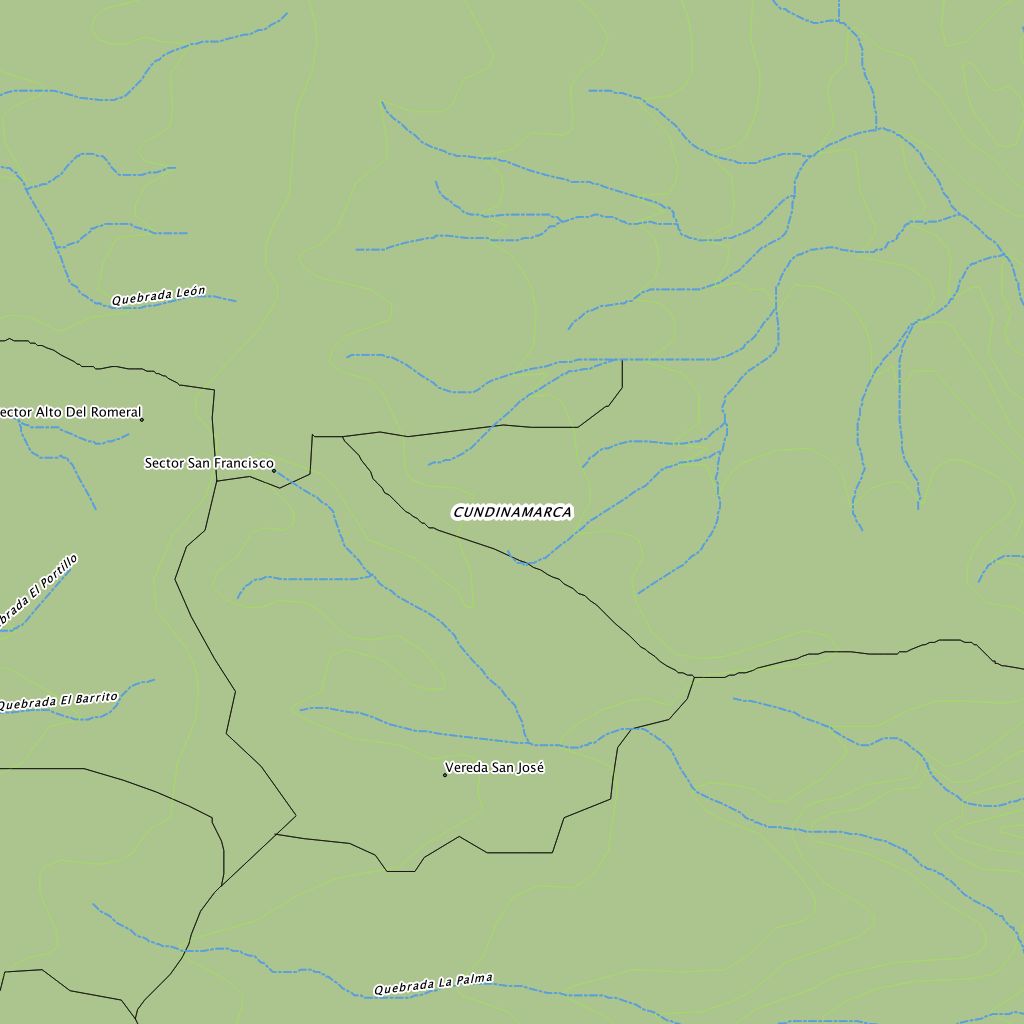 Quebrada León
ector Alto Del Romeral
Sector San Francisco
CUNDINAMARCA
brada El Portillo
Quebrada El Barrito
Vereda San José
Quebrada La Palma